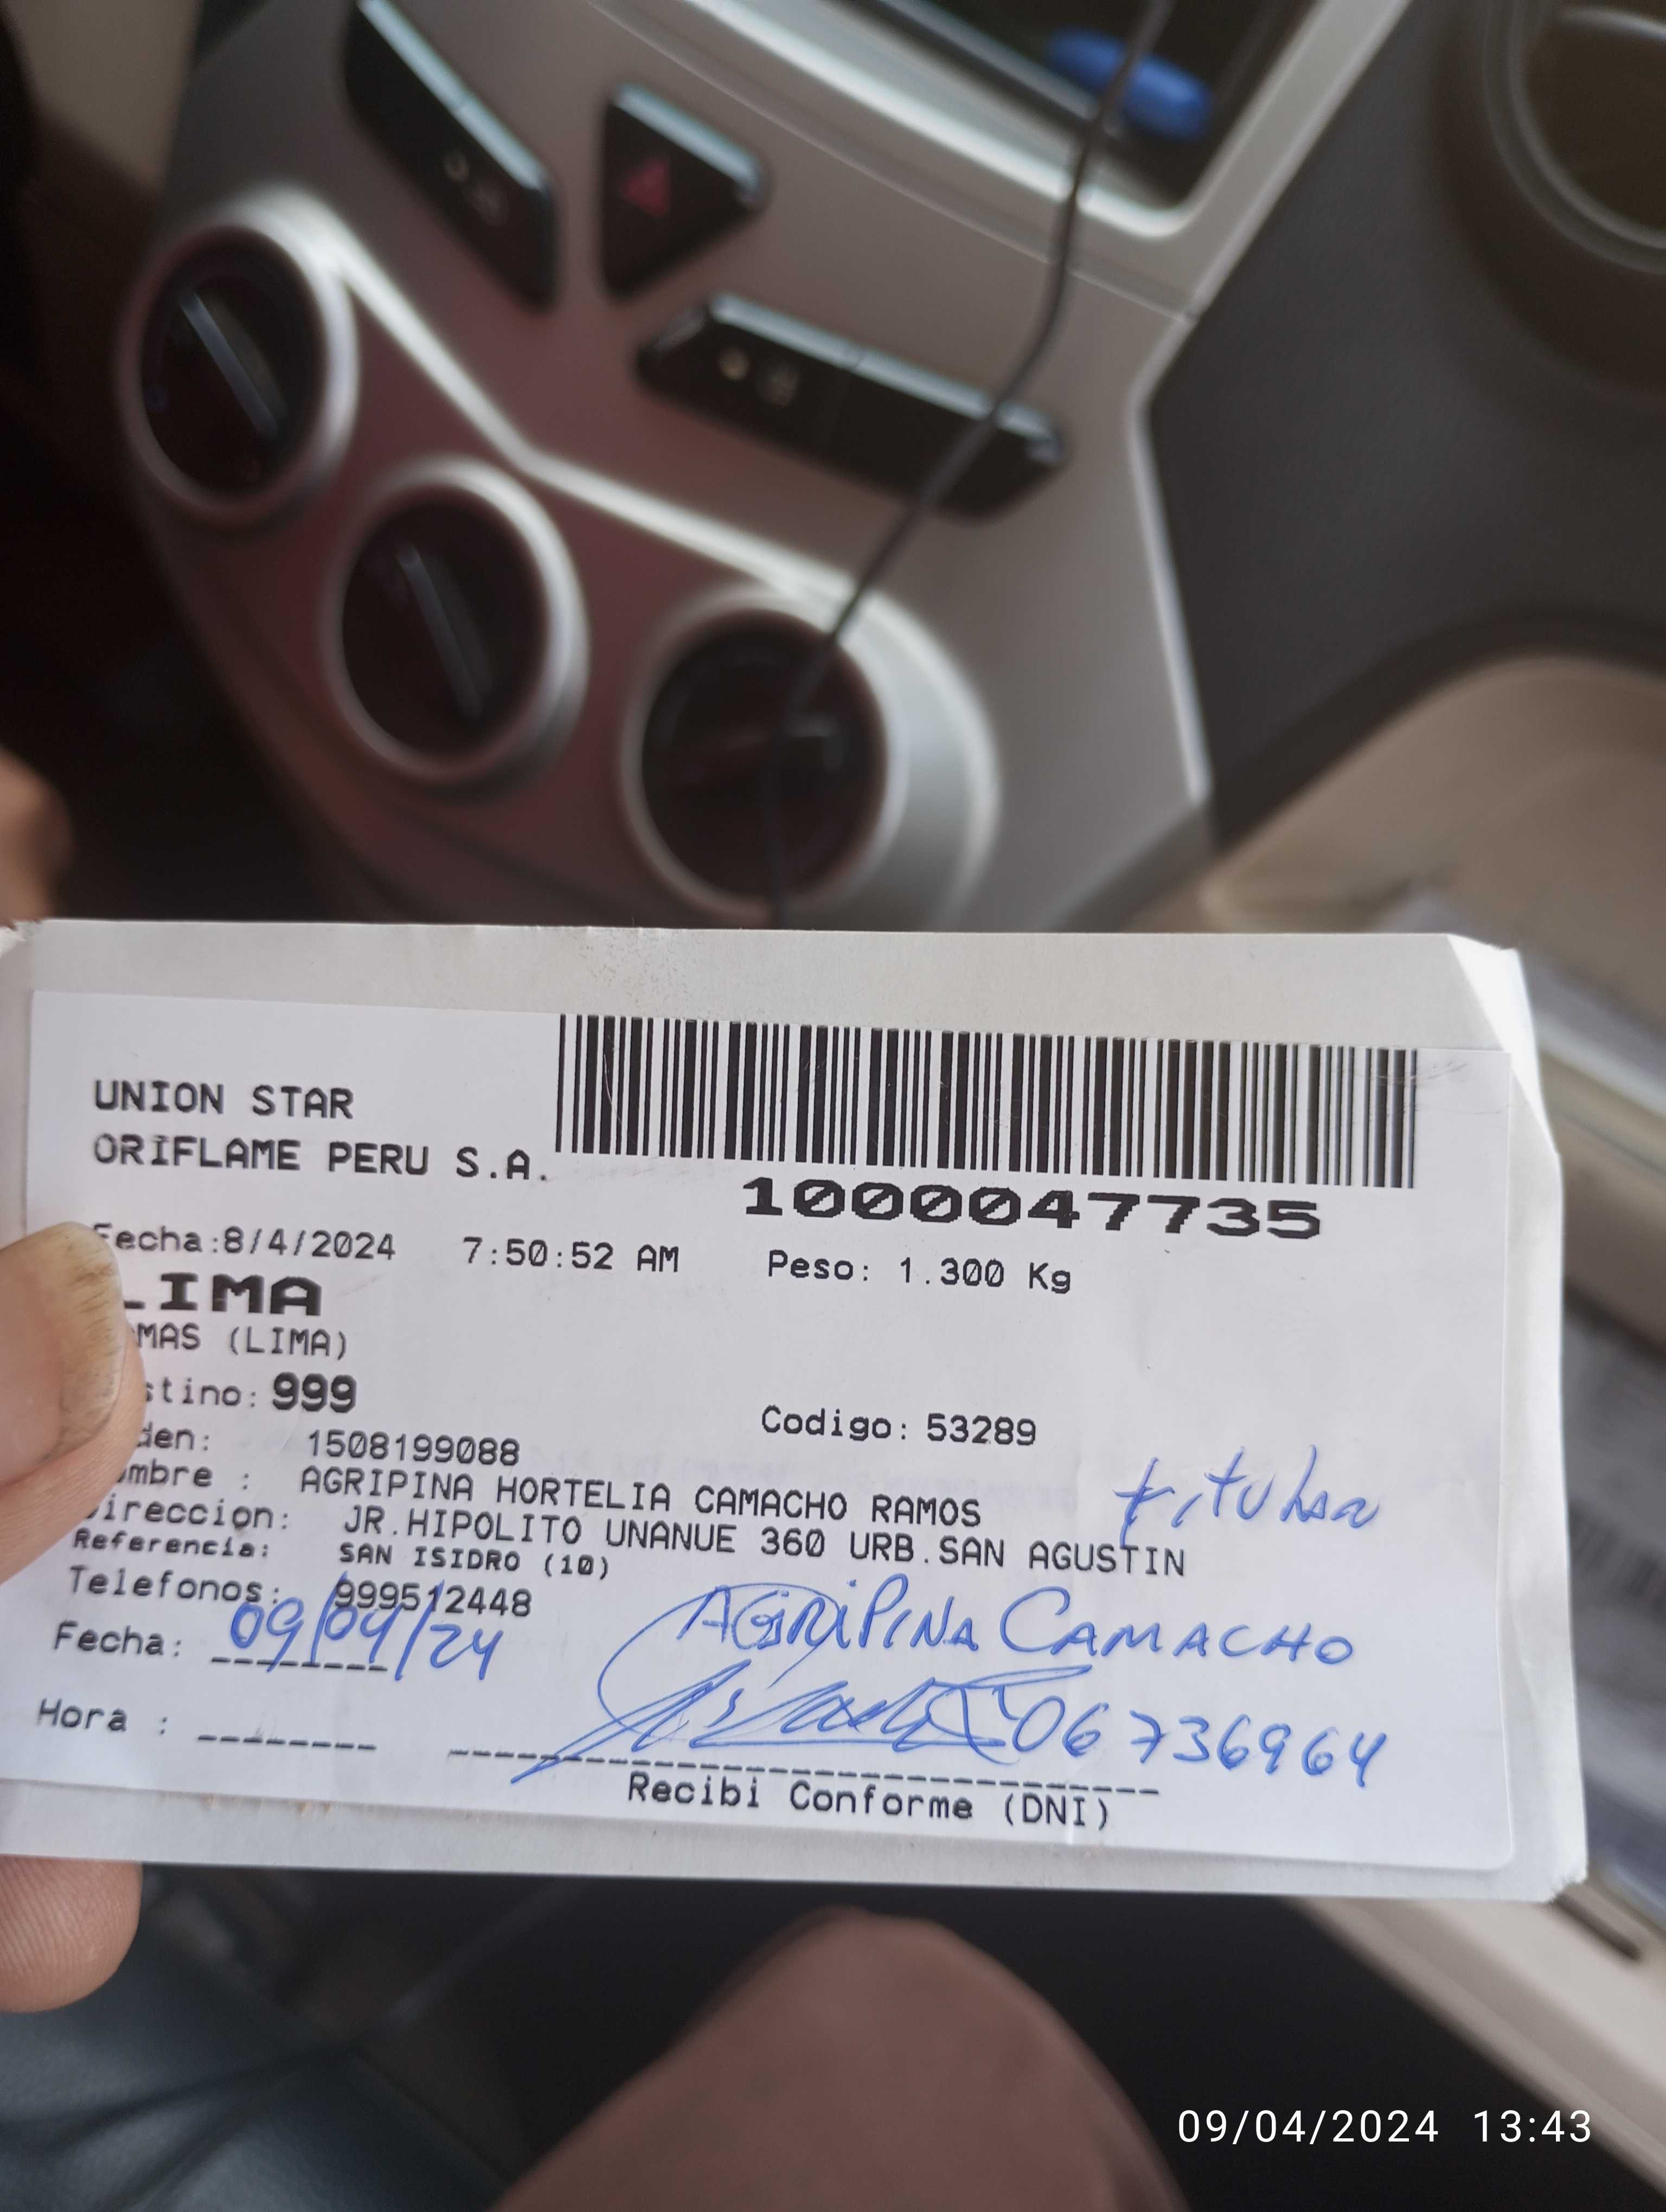 UNION STAR
ORIFLAME PERU S.A.
1000047735
Fecha:8/4/2024 7:50:52 AM Peso: 1.300 Kg
LIMA
MAS (LIMA)
stino: 999
Codigo: 53289
den: 1508199088
mbre : AGRIPINA HORTELIA CAMACHO RAMOS
titular
Direccion: JR.HIPOLITO UNANUE 360 URB.SAN AGUSTIN
Referencia: SAN ISIDRO (10)
Telefonos: 999512448
AGRIPINA CAMACHO
Fecha: 09/04/24
06736964
Hora :
Recibi Conforme (DNI)
09/04/2024 13:43